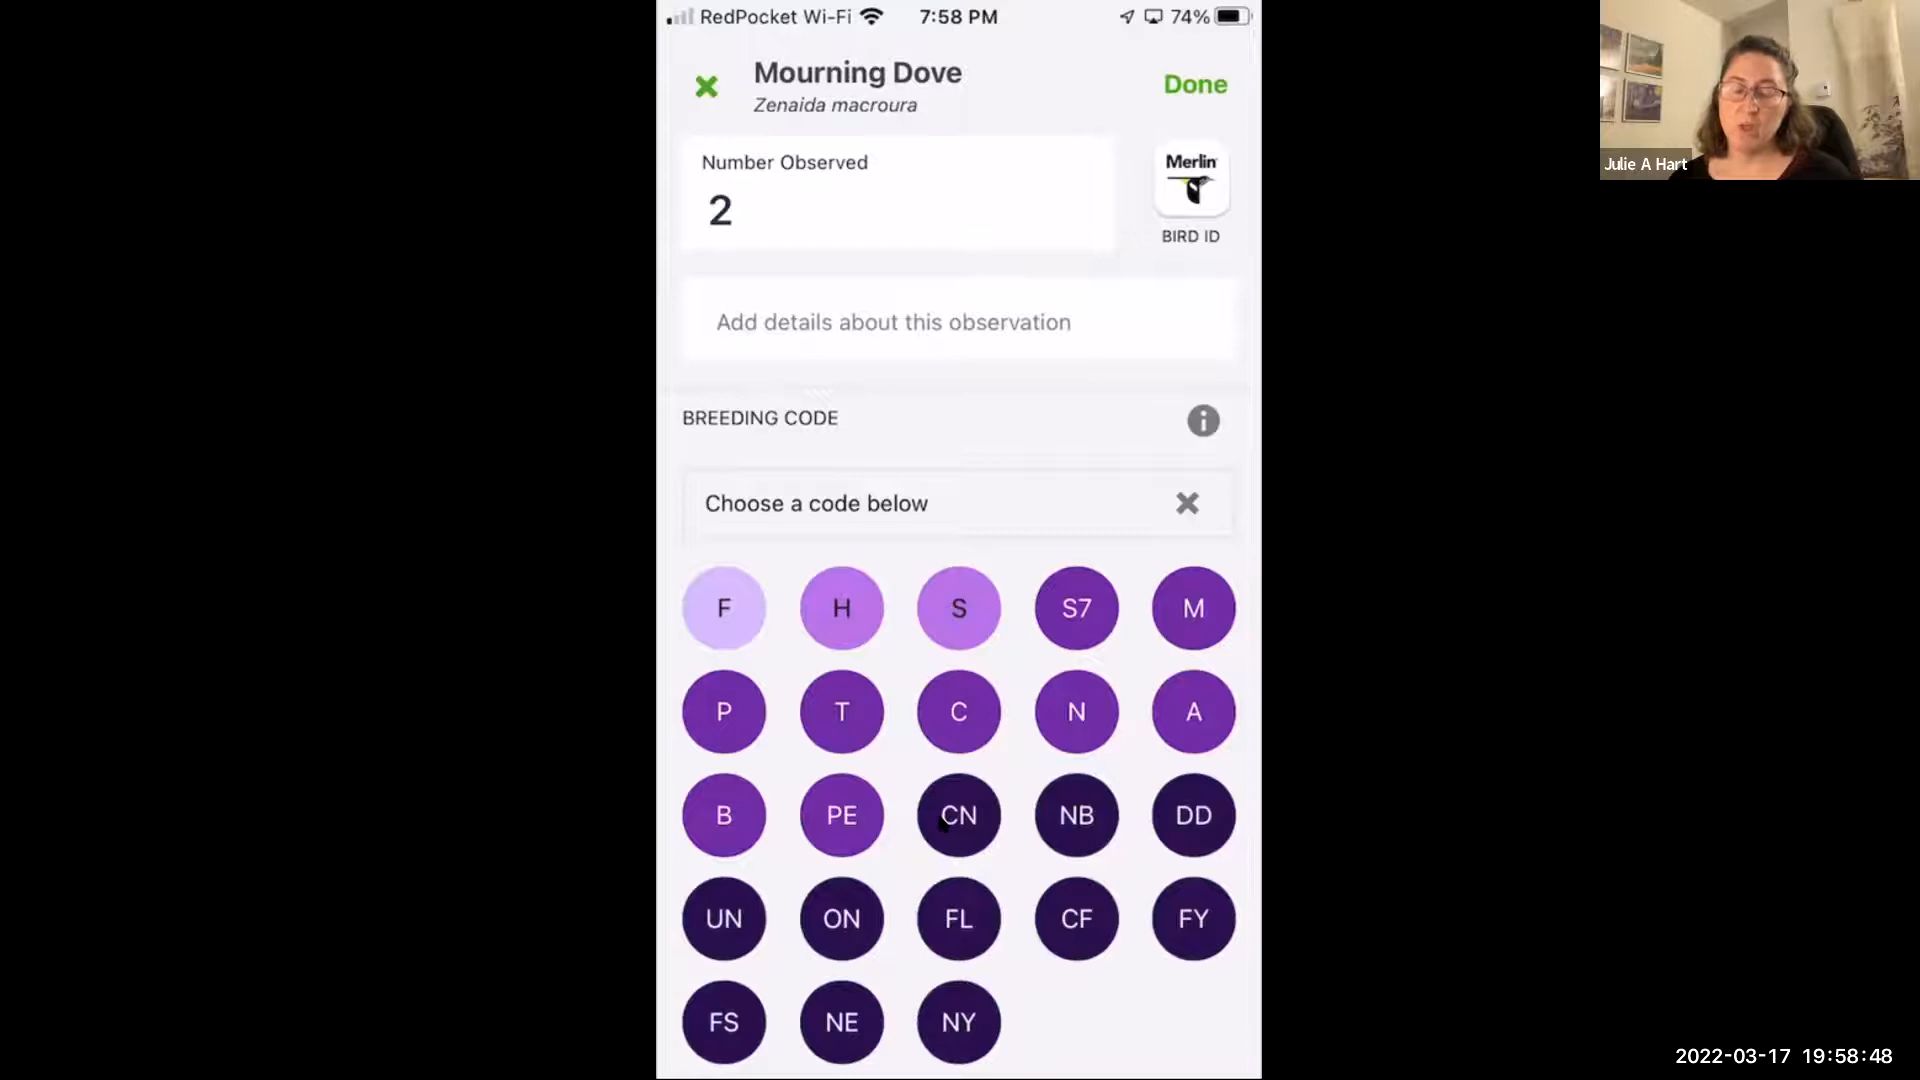 RedPocket Wi-Fi 7:58 PM 74%
Mourning Dove
Zenaida macroura
Done
Number Observed
2
Merlin
BIRD ID
Add details about this observation
BREEDING CODE
Choose a code below
F H S S7 M
P T C N A
B PE CN NB DD
UN ON FL CF FY
FS NE NY
Julie A Hart
2022-03-17 19:58:48